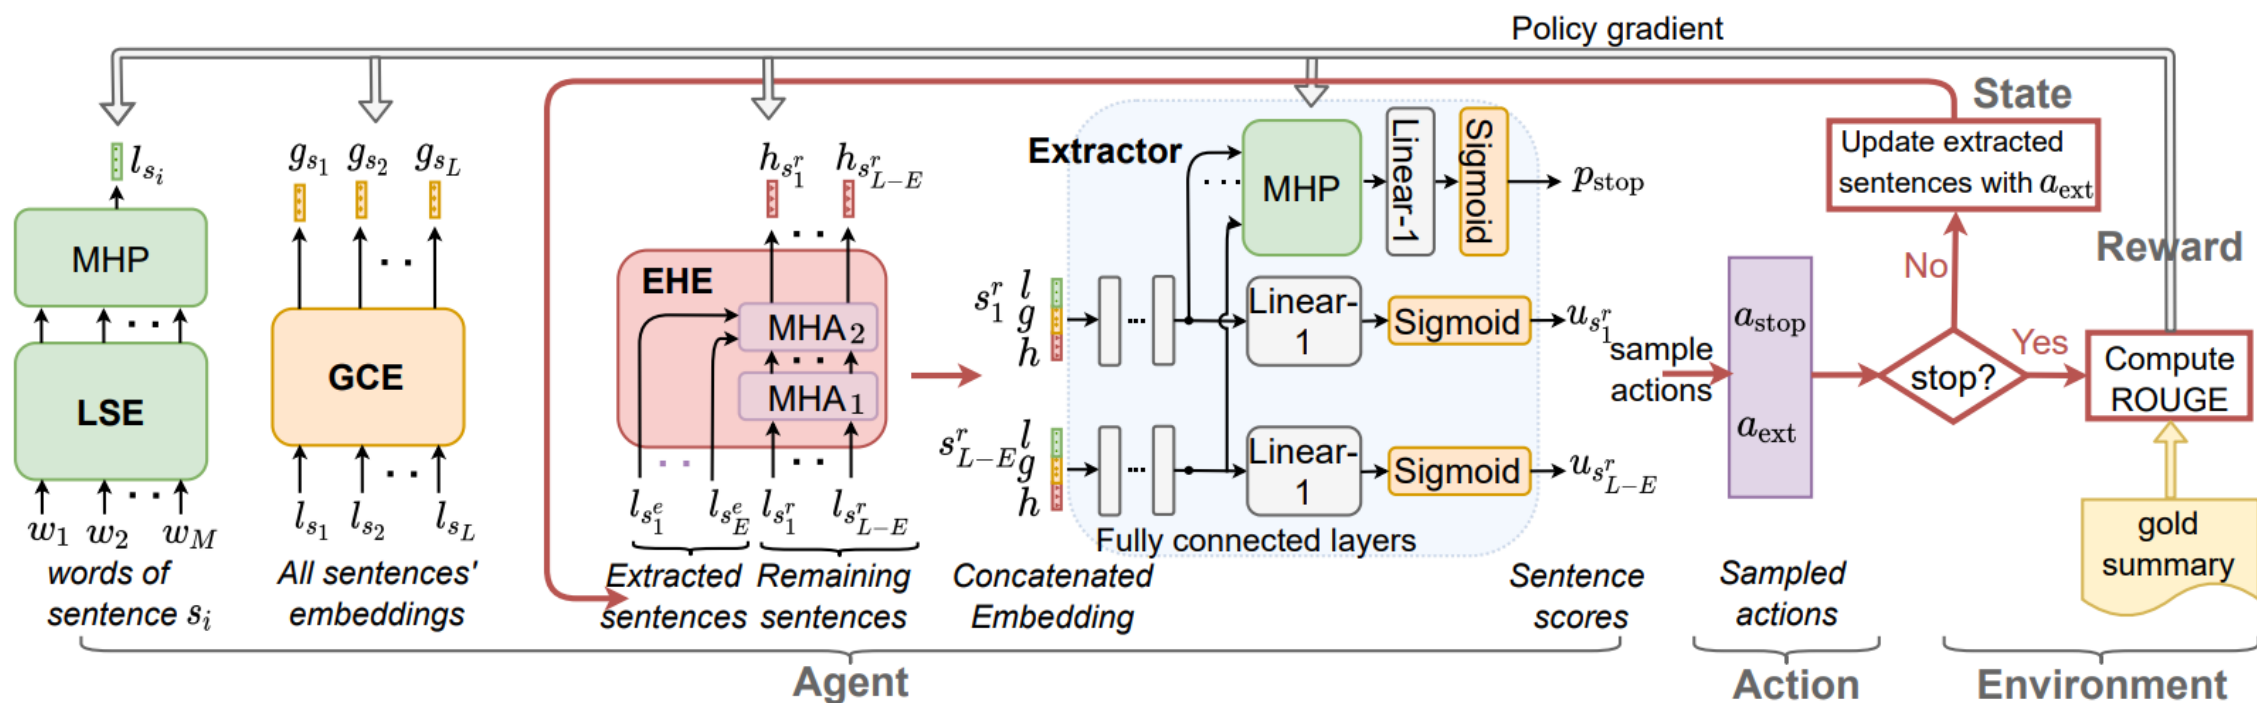 Policy gradient
State
Update extracted
sentences with a_ext
No
Reward
Yes
stop?
Compute
ROUGE
gold
summary
l_{s_i}
MHP
LSE
w_1 w_2 w_M
words of
sentence s_i
g_{s_1} g_{s_2} g_{s_L}
GCE
l_{s_1} l_{s_2} l_{s_L}
All sentences'
embeddings
h_{s_1^r} h_{s_{L-E}^r}
EHE
MHA_2
MHA_1
l_{s_1^e} l_{s_E^e} l_{s_1^r} l_{s_{L-E}^r}
Extracted
sentences
Remaining
sentences
Extractor
MHP
Linear-1
Sigmoid
p_stop
s_1^r
l
g
h
Linear-
1
Sigmoid
u_{s_1^r}
s_{L-E}^r
l
g
h
Linear-
1
Sigmoid
u_{s_{L-E}^r}
Fully connected layers
Concatenated
Embedding
Sentence
scores
sample
actions
a_stop
a_ext
Sampled
actions
Agent
Action
Environment